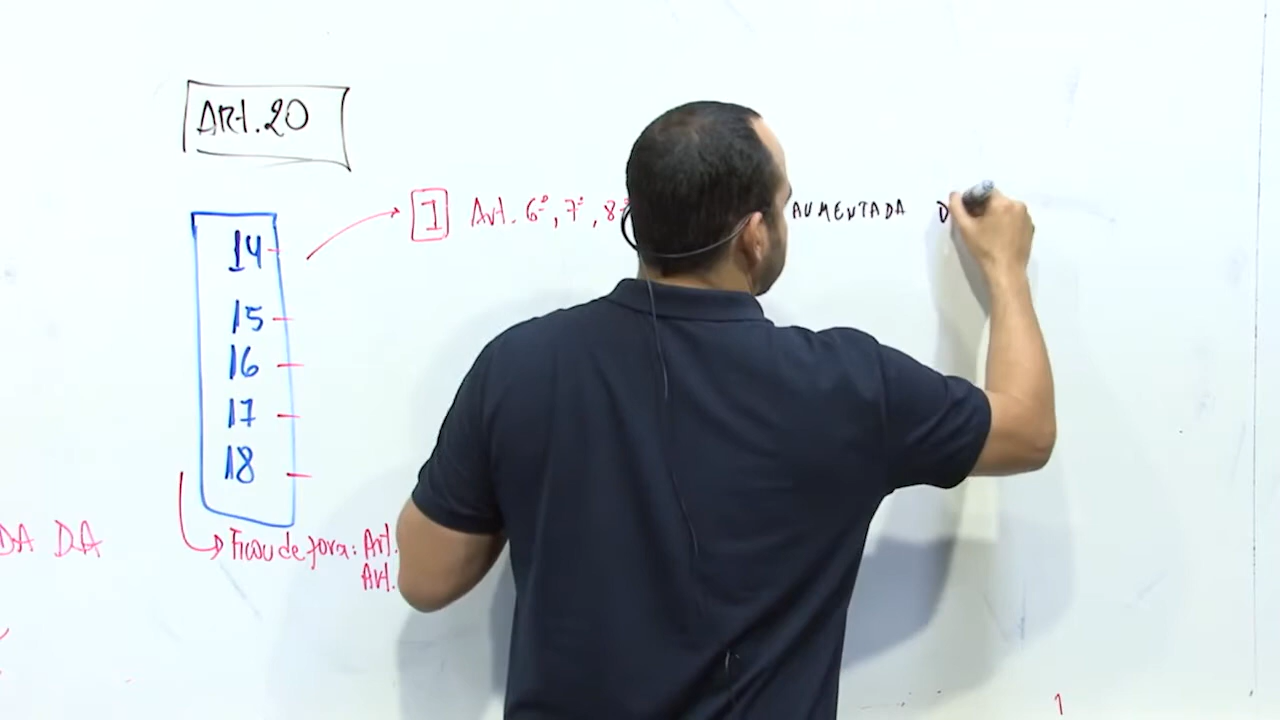 Art. 20
I Art. 6º, 7º, 8º AUMENTADA D
14
15
16
17
18
Ficou de fora: Art.
Art.
DA DA